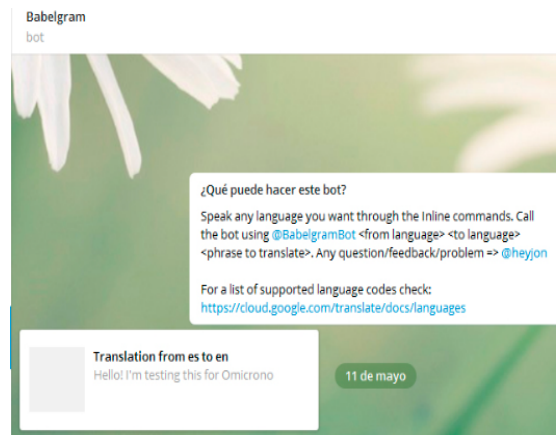 Babelgram
bot
¿Qué puede hacer este bot?
Speak any language you want through the Inline commands. Call
the bot using @BabelgramBot <from language> <to language>
<phrase to translate>. Any question/feedback/problem => @heyjon
For a list of supported language codes check:
https://cloud.google.com/translate/docs/languages
Translation from es to en
Hello! I'm testing this for Omicrono
11 de mayo